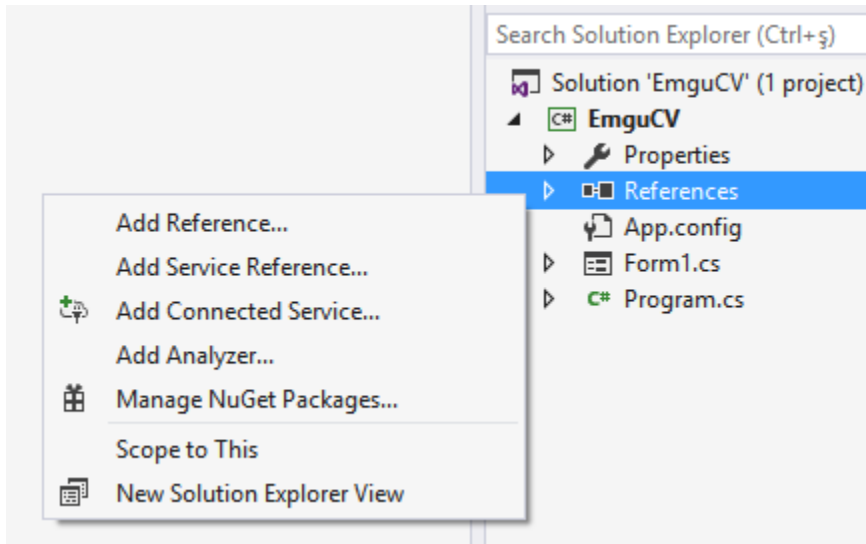 Search Solution Explorer (Ctrl+ş)
Solution 'EmguCV' (1 project)
C# EmguCV
Properties
References
App.config
Form1.cs
C# Program.cs
Add Reference...
Add Service Reference...
Add Connected Service...
Add Analyzer...
Manage NuGet Packages...
Scope to This
New Solution Explorer View